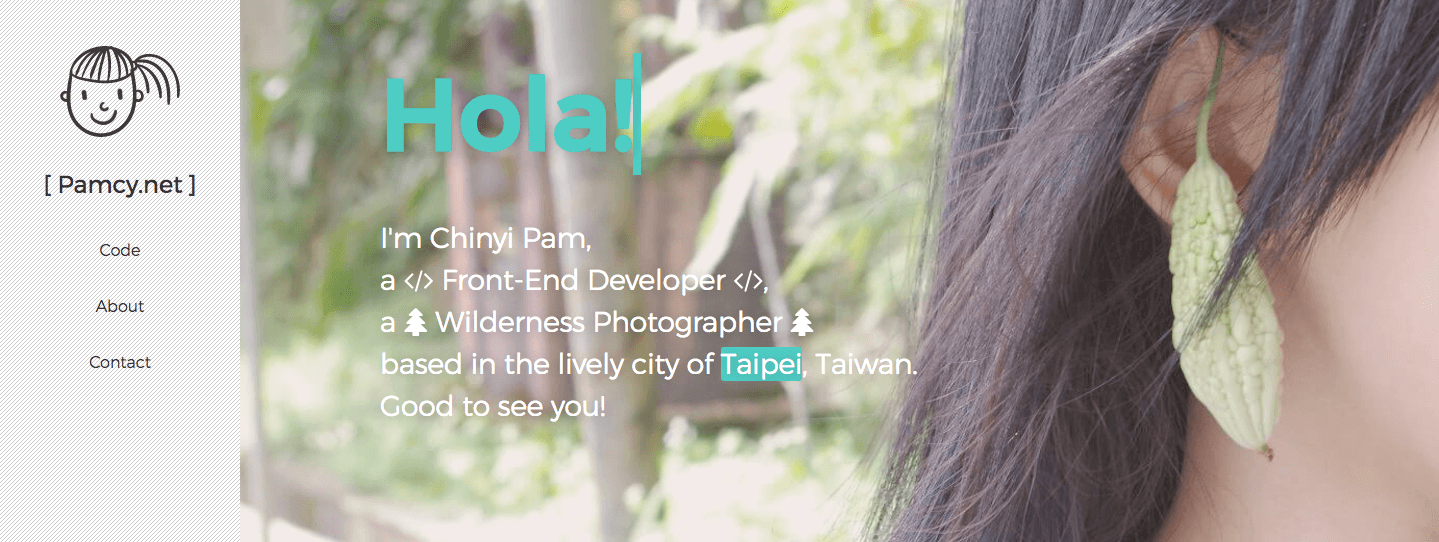 [ Pamcy.net ]
Code
About
Contact
Hola!
I'm Chinyi Pam,
a </> Front-End Developer </>,
a 🌲 Wilderness Photographer 🌲
based in the lively city of Taipei, Taiwan.
Good to see you!